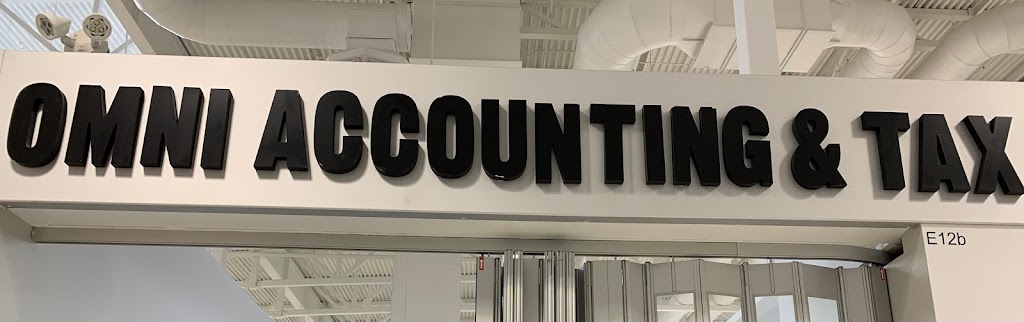 OMNI ACCOUNTING & TAX
E12b